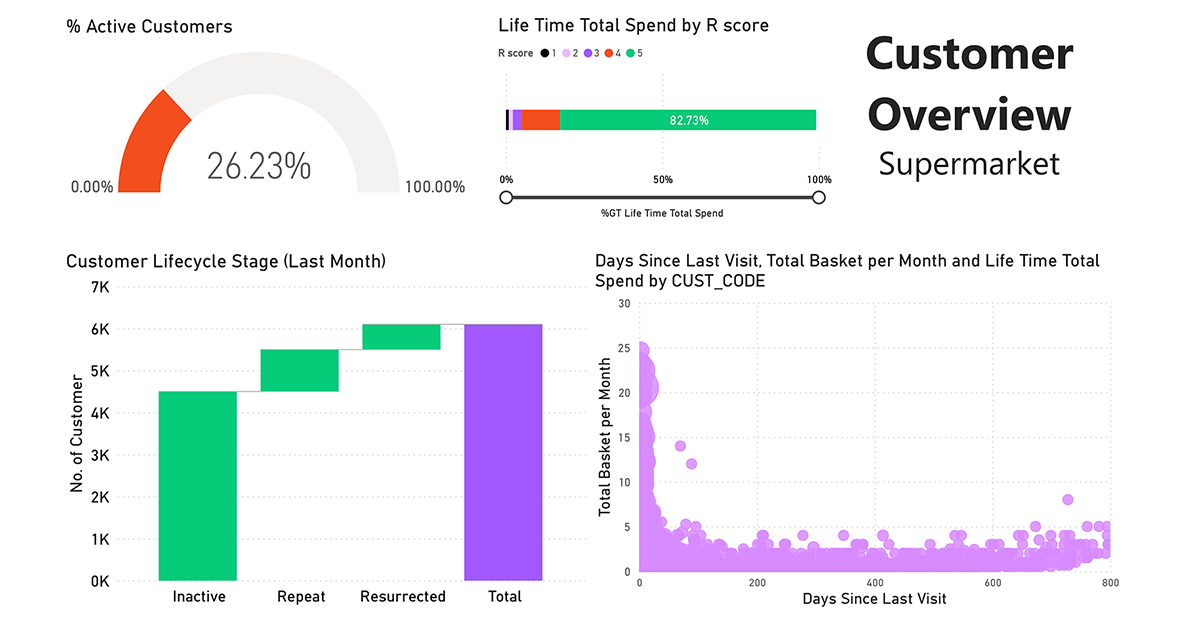 % Active Customers
26.23%
0.00%
100.00%
Life Time Total Spend by R score
R score 1 2 3 4 5
82.73%
0% 50% 100%
%GT Life Time Total Spend
Customer
Overview
Supermarket
Customer Lifecycle Stage (Last Month)
7K
6K
5K
4K
3K
2K
1K
0K
No. of Customer
Inactive Repeat Resurrected Total
Days Since Last Visit, Total Basket per Month and Life Time Total
Spend by CUST_CODE
30
25
20
15
10
5
0
Total Basket per Month
0 200 400 600 800
Days Since Last Visit